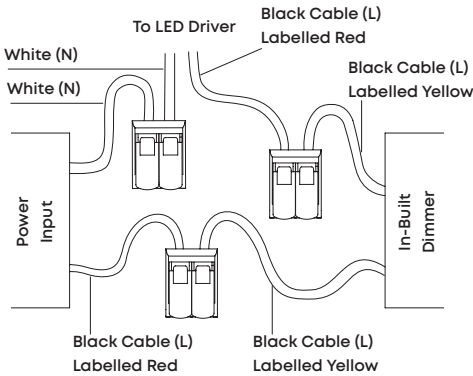 To LED Driver
Black Cable (L)
Labelled Red
White (N)
White (N)
Black Cable (L)
Labelled Yellow
Power
Input
In-Built
Dimmer
Black Cable (L)
Labelled Red
Black Cable (L)
Labelled Yellow